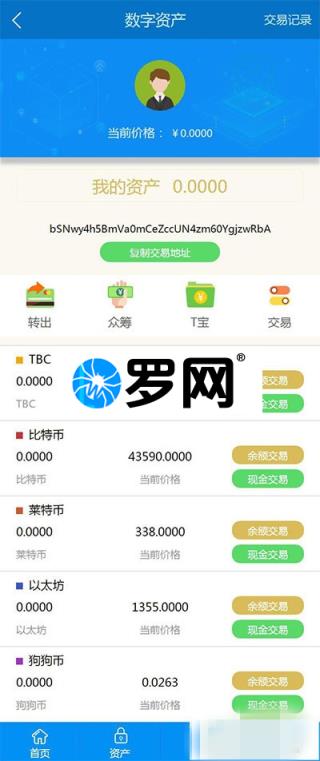 数字资产
交易记录
当前价格： ￥0.0000
我的资产 0.0000
bSNwy4h5BmVa0mCeZccUN4zm60YgjzwRbA
复制交易地址
转出 众筹 T宝 交易
TBC
0.0000 余额交易
TBC
罗网®
比特币
0.0000 43590.0000 余额交易
比特币 当前价格 现金交易
莱特币
0.0000 338.0000 余额交易
莱特币 当前价格 现金交易
以太坊
0.0000 1355.0000 余额交易
以太坊 当前价格 现金交易
狗狗币
0.0000 0.0263 余额交易
狗狗币 当前价格 现金交易
首页 资产